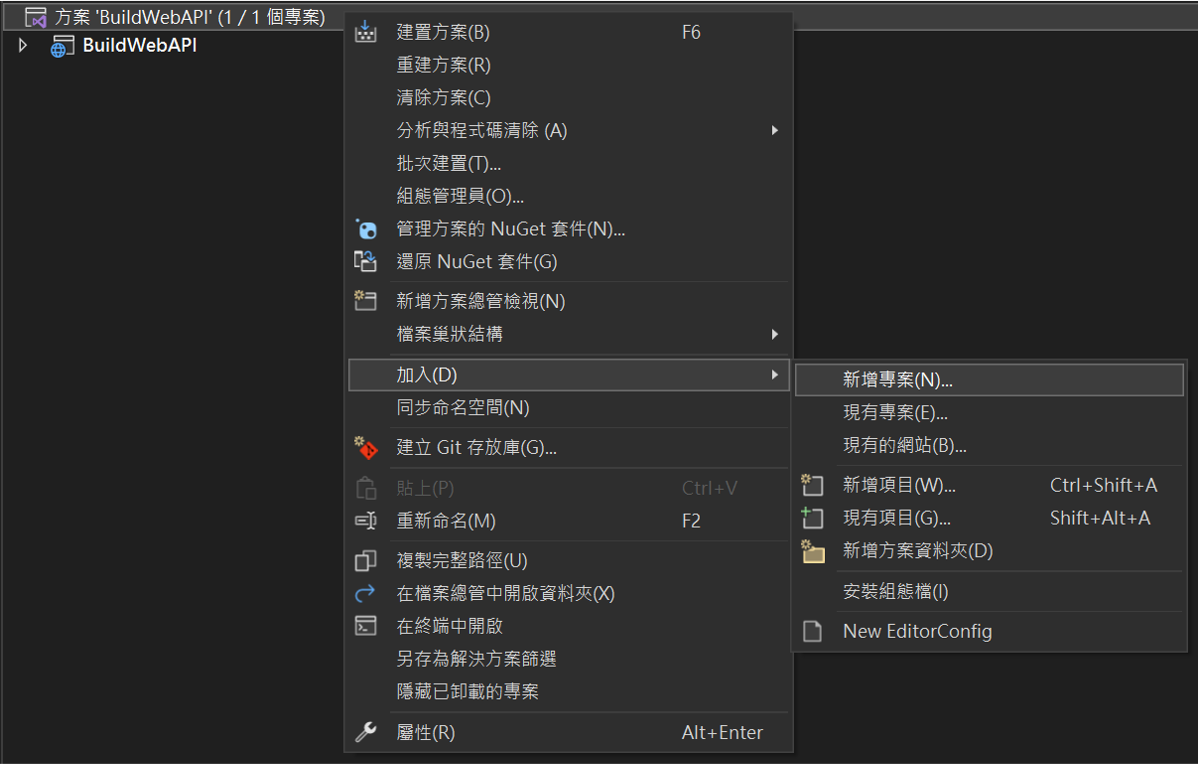 方案 'BuildWebAPI' (1 / 1 個專案)
BuildWebAPI
建置方案(B) F6
重建方案(R)
清除方案(C)
分析與程式碼清除 (A)
批次建置(T)...
組態管理員(O)...
管理方案的 NuGet 套件(N)...
還原 NuGet 套件(G)
新增方案總管檢視(N)
檔案巢狀結構
加入(D)
同步命名空間(N)
建立 Git 存放庫(G)...
貼上(P) Ctrl+V
重新命名(M) F2
複製完整路徑(U)
在檔案總管中開啟資料夾(X)
在終端中開啟
另存為解決方案篩選
隱藏已卸載的專案
屬性(R) Alt+Enter
新增專案(N)...
現有專案(E)...
現有的網站(B)...
新增項目(W)... Ctrl+Shift+A
現有項目(G)... Shift+Alt+A
新增方案資料夾(D)
安裝組態檔(I)
New EditorConfig